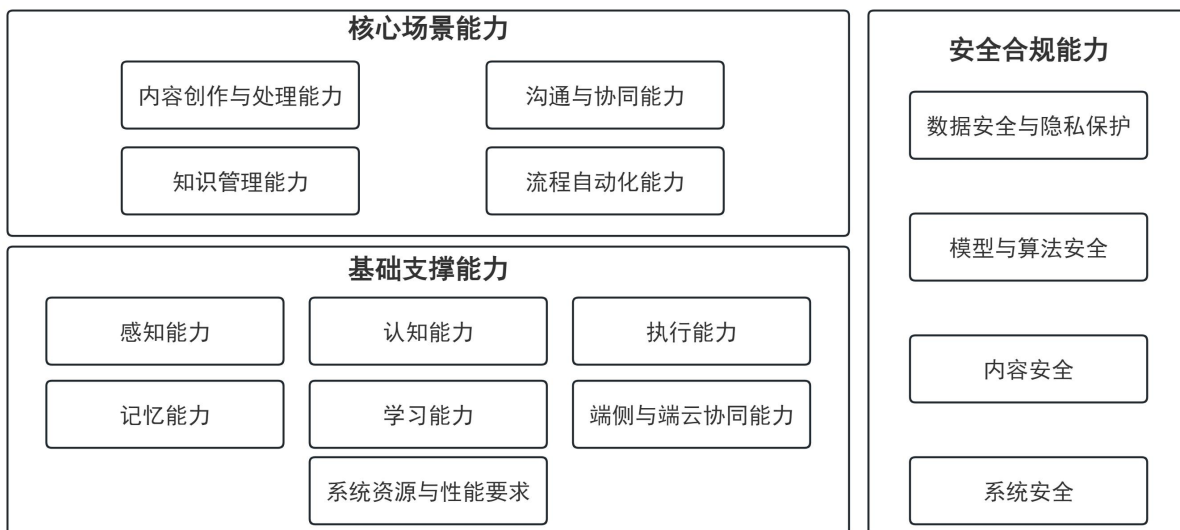 核心场景能力
内容创作与处理能力
沟通与协同能力
知识管理能力
流程自动化能力
基础支撑能力
感知能力
认知能力
执行能力
记忆能力
学习能力
端侧与端云协同能力
系统资源与性能要求
安全合规能力
数据安全与隐私保护
模型与算法安全
内容安全
系统安全